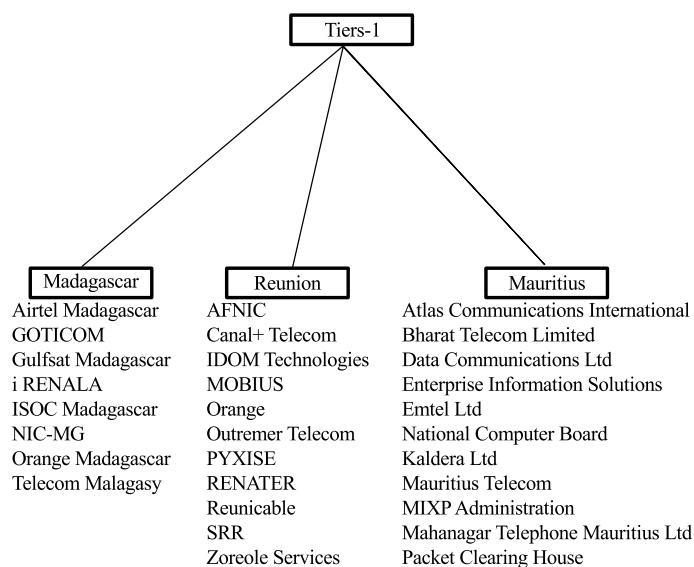 Tiers-1
Madagascar
Airtel Madagascar
GOTICOM
Gulfsat Madagascar
i RENALA
ISOC Madagascar
NIC-MG
Orange Madagascar
Telecom Malagasy
Reunion
AFNIC
Canal+ Telecom
IDOM Technologies
MOBIUS
Orange
Outremer Telecom
PYXISE
RENATER
Reunicable
SRR
Zoreole Services
Mauritius
Atlas Communications International
Bharat Telecom Limited
Data Communications Ltd
Enterprise Information Solutions
Emtel Ltd
National Computer Board
Kaldera Ltd
Mauritius Telecom
MIXP Administration
Mahanagar Telephone Mauritius Ltd
Packet Clearing House